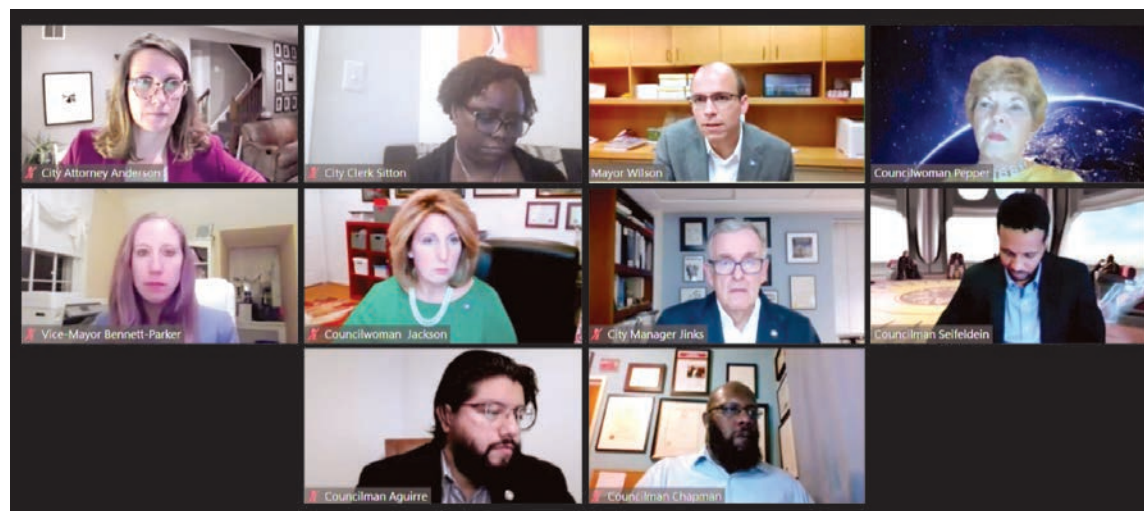 City Attorney Anderson
City Clerk Sitton
Mayor Wilson
Councilwoman Pepper
Vice-Mayor Bennett-Parker
Councilwoman Jackson
City Manager Jinks
Councilman Seifeldein
Councilman Aguirre
Councilman Chapman